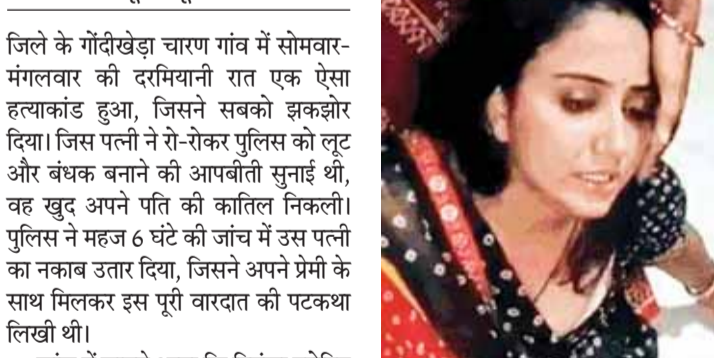 जिले के गोंदीखेड़ा चारण गांव में सोमवार-
मंगलवार की दरमियानी रात एक ऐसा
हत्याकांड हुआ, जिसने सबको झकझोर
दिया। जिस पत्नी ने रो-रोकर पुलिस को लूट
और बंधक बनाने की आपबीती सुनाई थी,
वह खुद अपने पति की कातिल निकली।
पुलिस ने महज 6 घंटे की जांच में उस पत्नी
का नकाब उतार दिया, जिसने अपने प्रेमी के
साथ मिलकर इस पूरी वारदात की पटकथा
लिखी थी।